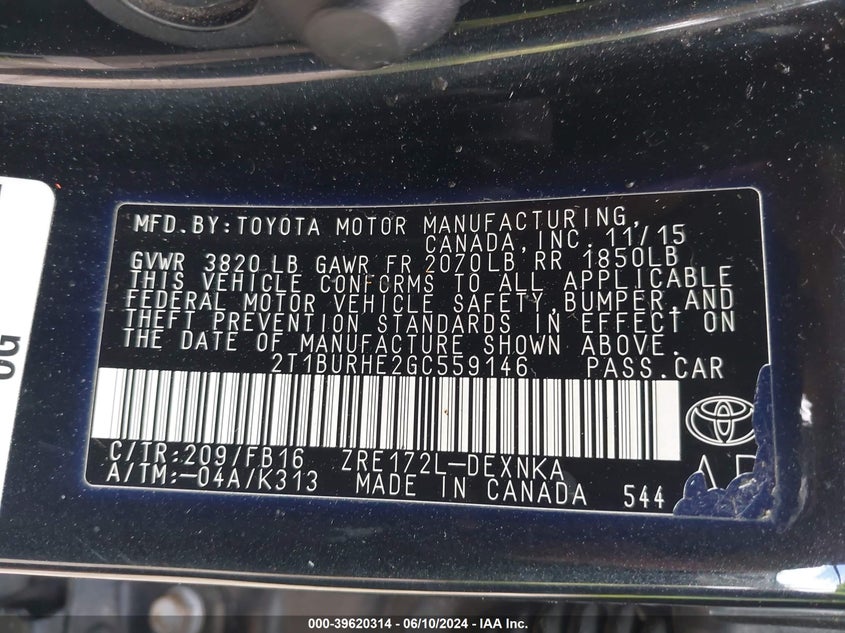 MFD.BY:TOYOTA MOTOR MANUFACTURING,
CANADA,INC. 11/15
GVWR 3820 LB GAWR FR 2070LB RR 1850LB
THIS VEHICLE CONFORMS TO ALL APPLICABLE
FEDERAL MOTOR VEHICLE SAFETY,BUMPER,AND
THEFT PREVENTION STANDARDS IN EFFECT ON
THE DATE OF MANUFACTURE SHOWN ABOVE.
2T1BURHE2GC559146 PASS.CAR
C/TR:209/FB16 ZRE172L-DEXNKA
A/TM:-04A/K313 MADE IN CANADA 544
000-39620314 - 06/10/2024 - IAA Inc.